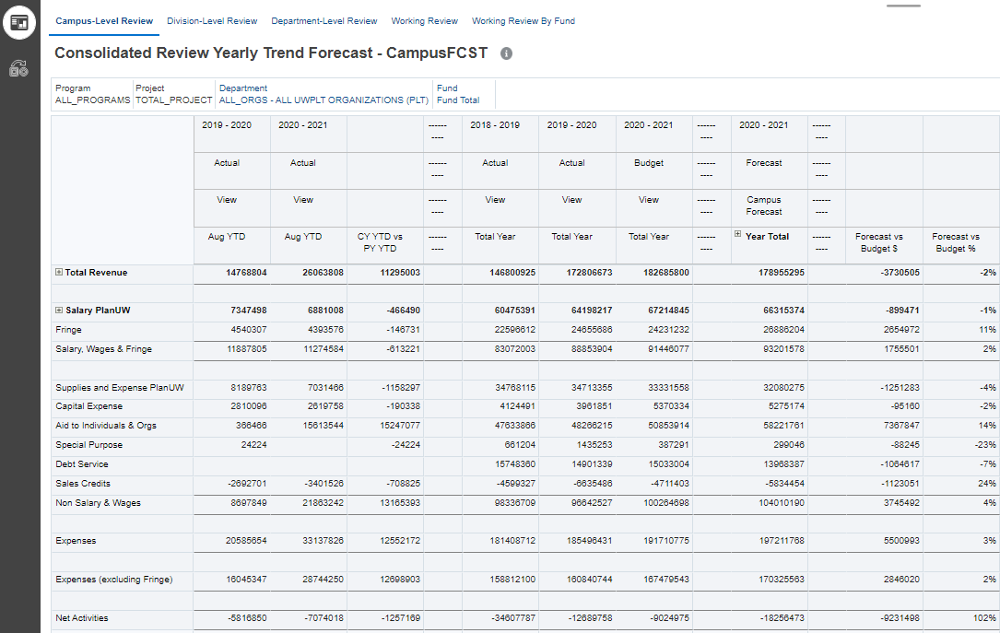 Campus-Level Review Division-Level Review Department-Level Review Working Review Working Review By Fund
Consolidated Review Yearly Trend Forecast - CampusFCST
Program Project Department Fund
ALL_PROGRAMS TOTAL_PROJECT ALL_ORGS - ALL UWPLT ORGANIZATIONS (PLT) Fund Total
2019 - 2020 2020 - 2021 ------ 2018 - 2019 2019 - 2020 2020 - 2021 ------ 2020 - 2021 ------
---- ---- ----
Actual Actual ------ Actual Actual Budget ------ Forecast ------
---- ---- ----
View View ------ View View View ------ Campus ------
---- ---- Forecast ----
Aug YTD Aug YTD CY YTD vs ------ Total Year Total Year Total Year ------ Year Total ------ Forecast vs Forecast vs
PY YTD ---- ---- ---- Budget $ Budget %
Total Revenue 14768804 26063808 11295003 146800925 172806673 182685800 178955295 -3730505 -2%
Salary PlanUW 7347498 6881008 -466490 60475391 64198217 67214845 66315374 -899471 -1%
Fringe 4540307 4393576 -146731 22596612 24655686 24231232 26886204 2654972 11%
Salary, Wages & Fringe 11887805 11274584 -613221 83072003 88853904 91446077 93201578 1755501 2%
Supplies and Expense PlanUW 8189763 7031466 -1158297 34768115 34713355 33331558 32080275 -1251283 -4%
Capital Expense 2810096 2619758 -190338 4124491 3961851 5370334 5275174 -95160 -2%
Aid to Individuals & Orgs 366466 15613544 15247077 47633866 48266215 50853914 58221761 7367847 14%
Special Purpose 24224 -24224 661204 1435253 387291 299046 -88245 -23%
Debt Service 15748360 14901339 15033004 13968387 -1064617 -7%
Sales Credits -2692701 -3401526 -708825 -4599327 -6635486 -4711403 -5834454 -1123051 24%
Non Salary & Wages 8697849 21863242 13165393 98336709 96642527 100264698 104010190 3745492 4%
Expenses 20585654 33137826 12552172 181408712 185496431 191710775 197211768 5500993 3%
Expenses (excluding Fringe) 16045347 28744250 12698903 158812100 160840744 167479543 170325563 2846020 2%
Net Activities -5816850 -7074018 -1257169 -34607787 -12689758 -9024975 -18256473 -9231498 102%